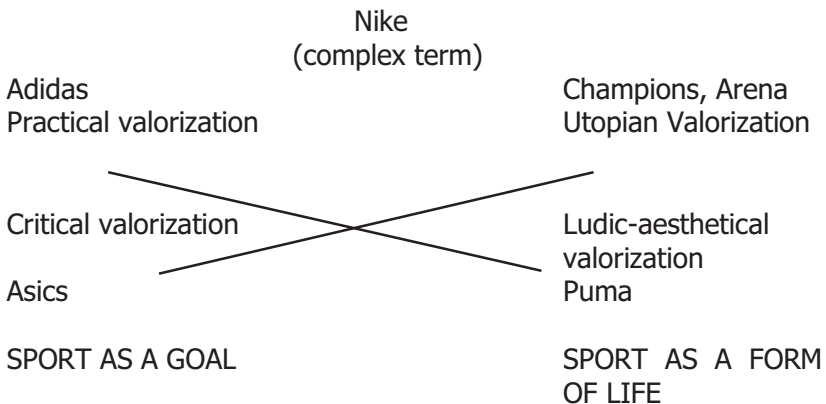 Nike
(complex term)
Adidas
Practical valorization
Champions, Arena
Utopian Valorization
Critical valorization
Asics
Ludic-aesthetical
valorization
Puma
SPORT AS A GOAL
SPORT AS A FORM
OF LIFE